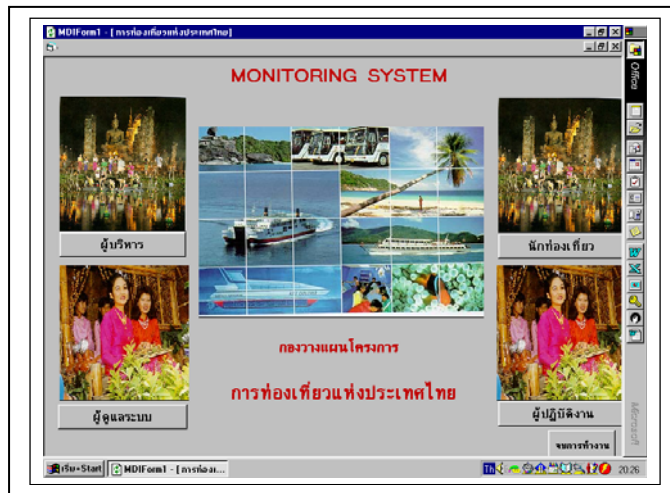 MDIForm1 - [ การท่องเที่ยวแห่งประเทศไทย]
Office
MONITORING SYSTEM
ผู้บริหาร
นักท่องเที่ยว
กองวางแผนโครงการ
การท่องเที่ยวแห่งประเทศไทย
ผู้ดูแลระบบ
ผู้ปฏิบัติงาน
จบการทำงาน
Microsoft
เริ่ม-Start
MDIForm1 - [ การท่องเ...
Th
20:26